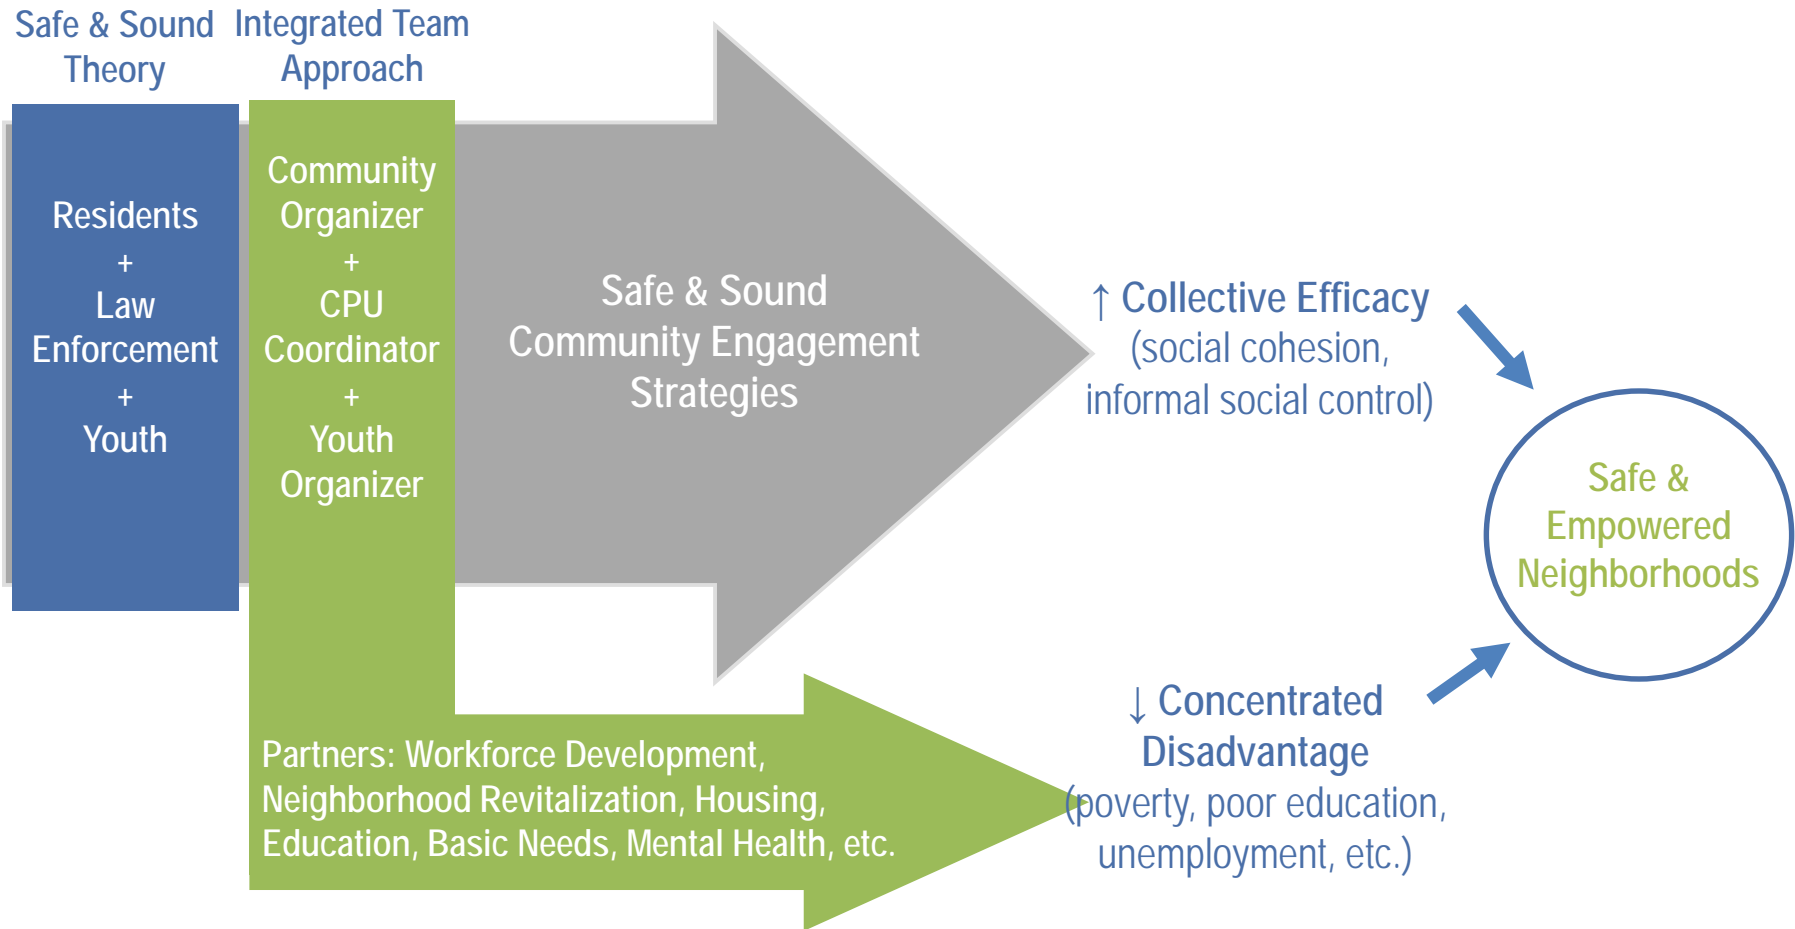 Safe & Sound
Theory
Integrated Team
Approach
Residents
+
Law
Enforcement
+
Youth
Community
Organizer
+
CPU
Coordinator
+
Youth
Organizer
Safe & Sound
Community Engagement
Strategies
↑ Collective Efficacy
(social cohesion,
informal social control)
Safe &
Empowered
Neighborhoods
Partners: Workforce Development,
Neighborhood Revitalization, Housing,
Education, Basic Needs, Mental Health, etc.
↓ Concentrated
Disadvantage
(poverty, poor education,
unemployment, etc.)